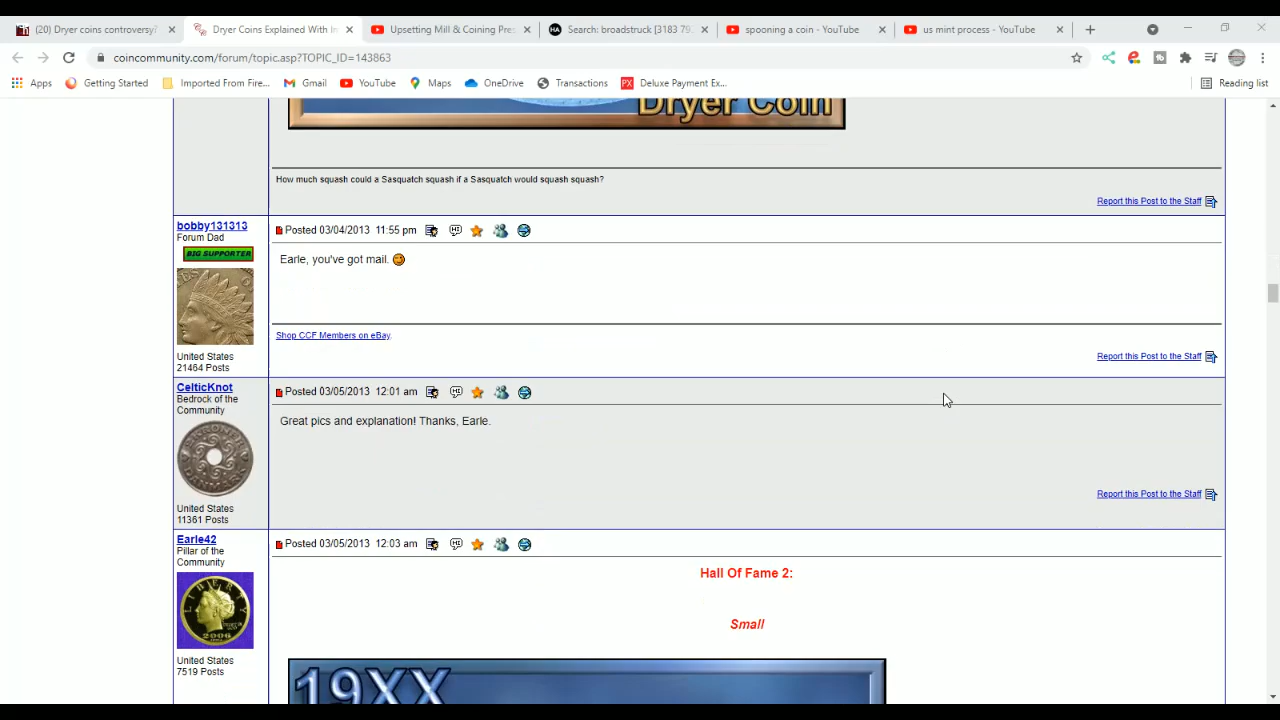 (20) Dryer coins controversy?
Dryer Coins Explained With In
Upsetting Mill & Coining Pres
HA
Search: broadstruck [3183 79
spooning a coin - YouTube
us mint process - YouTube
coincommunity.com/forum/topic.asp?TOPIC_ID=143863
Apps
Getting Started
Imported From Fire...
Gmail
YouTube
Maps
OneDrive
Transactions
PX
Deluxe Payment Ex...
Reading list
Dryer Coin
How much squash could a Sasquatch squash if a Sasquatch would squash squash?
Report this Post to the Staff
bobby131313
Forum Dad
BIG SUPPORTER
United States
21464 Posts
Posted 03/04/2013 11:55 pm
Earle, you've got mail.
Shop CCF Members on eBay.
Report this Post to the Staff
CelticKnot
Bedrock of the
Community
United States
11361 Posts
Posted 03/05/2013 12:01 am
Great pics and explanation! Thanks, Earle.
Report this Post to the Staff
Earle42
Pillar of the
Community
LIBERTY
2006
United States
7519 Posts
Posted 03/05/2013 12:03 am
Hall Of Fame 2:
Small
19XX